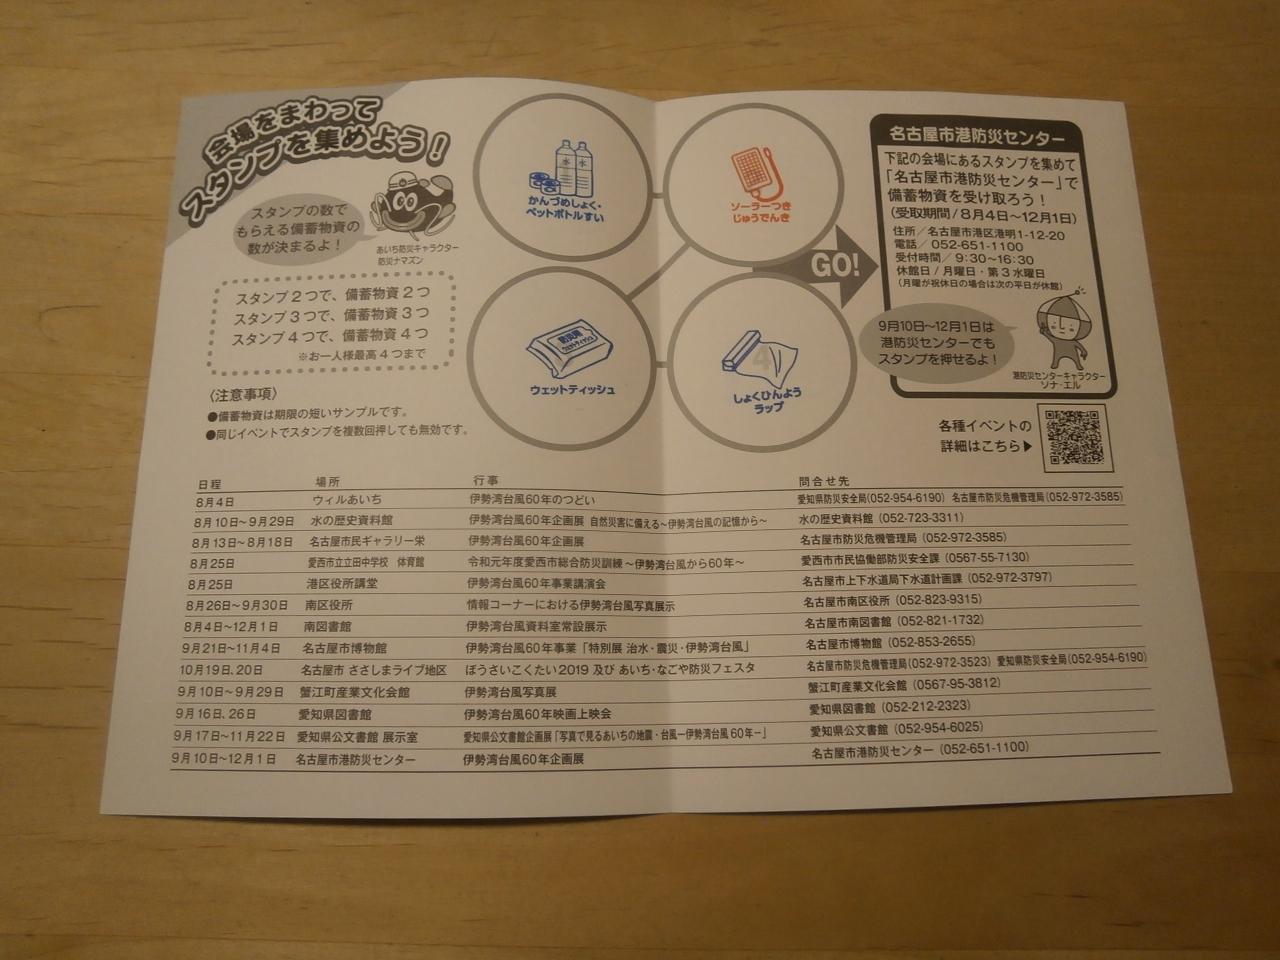 会場をまわって
スタンプを集めよう！
スタンプの数で
もらえる備蓄物資の
数が決まるよ！
あいち防災キャラクター
防災ナマズン
スタンプ２つで、備蓄物資２つ
スタンプ３つで、備蓄物資３つ
スタンプ４つで、備蓄物資４つ
※お一人様最高４つまで
〈注意事項〉
●備蓄物資は期限の短いサンプルです。
●同じイベントでスタンプを複数回押しても無効です。
水 水
かんづめしょく・
ペットボトルすい
ソーラーつき
じゅうでんき
ウェットティッシュ
ウェットティッシュ
4
しょくひんよう
ラップ
GO!
名古屋市港防災センター
下記の会場にあるスタンプを集めて
「名古屋市港防災センター」で
備蓄物資を受け取ろう！
（受取期間/8月4日～12月1日）
住所／名古屋市港区港明1-12-20
電話／052-651-1100
受付時間／9:30～16:30
休館日/月曜日・第3水曜日
（月曜が祝休日の場合は次の平日が休館）
9月10日～12月1日は
港防災センターでも
スタンプを押せるよ！
港防災センターキャラクター
ソナ・エル
各種イベントの
詳細はこちら▶
日程 場所 行事 問合せ先
8月4日 ウィルあいち 伊勢湾台風60年のつどい 愛知県防災安全局（052-954-6190） 名古屋市防災危機管理局（052-972-3585）
8月10日～9月29日 水の歴史資料館 伊勢湾台風60年企画展 自然災害に備える～伊勢湾台風の記憶から～ 水の歴史資料館（052-723-3311）
8月13日～8月18日 名古屋市民ギャラリー栄 伊勢湾台風60年企画展 名古屋市防災危機管理局（052-972-3585）
8月25日 愛西市立立田中学校 体育館 令和元年度愛西市総合防災訓練～伊勢湾台風から60年～ 愛西市市民協働部防災安全課（0567-55-7130）
8月25日 港区役所講堂 伊勢湾台風60年事業講演会 名古屋市上下水道局下水道計画課（052-972-3797）
8月26日～9月30日 南区役所 情報コーナーにおける伊勢湾台風写真展示 名古屋市南区役所（052-823-9315）
8月4日～12月1日 南図書館 伊勢湾台風資料室常設展示 名古屋市南図書館（052-821-1732）
9月21日～11月4日 名古屋市博物館 伊勢湾台風60年事業「特別展 治水・震災・伊勢湾台風」 名古屋市博物館（052-853-2655）
10月19日、20日 名古屋市 ささしまライブ地区 ぼうさいこくたい2019 及び あいち・なごや防災フェスタ 名古屋市防災危機管理局（052-972-3523） 愛知県防災安全局（052-954-6190）
9月10日～9月29日 蟹江町産業文化会館 伊勢湾台風写真展 蟹江町産業文化会館（0567-95-3812）
9月16日、26日 愛知県図書館 伊勢湾台風60年映画上映会 愛知県図書館（052-212-2323）
9月17日～11月22日 愛知県公文書館 展示室 愛知県公文書館企画展「写真で見るあいちの地震・台風ー伊勢湾台風60年ー」 愛知県公文書館（052-954-6025）
9月10日～12月1日 名古屋市港防災センター 伊勢湾台風60年企画展 名古屋市港防災センター（052-651-1100）